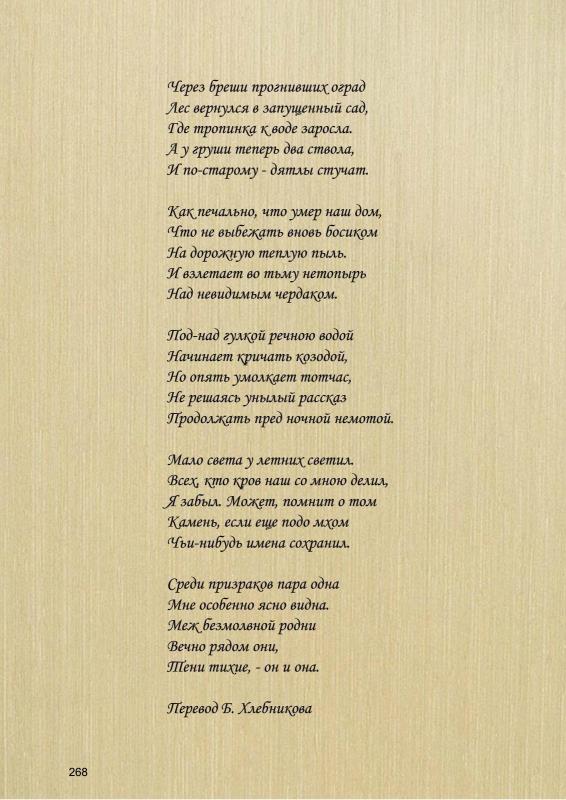 Через бреши прогнивших оград
Лес вернулся в запущенный сад,
Где тропинка к воде заросла.
А у груши теперь два ствола,
И по-старому - дятлы стучат.

Как печально, что умер наш дом,
Что не выбежать вновь босиком
На дорожную теплую пыль.
И взлетает во тьму нетопырь
Над невидимым чердаком.

Под-над гулкой речною водой
Начинает кричать козодой,
Но опять умолкает тотчас,
Не решаясь унылый рассказ
Продолжать пред ночной немотой.

Мало света у летних светил.
Всех, кто кров наш со мною делил,
Я забыл. Может, помнит о том
Камень, если еще подо мхом
Чьи-нибудь имена сохранил.

Среди призраков пара одна
Мне особенно ясно видна.
Меж безмолвной родни
Вечно рядом они,
Тени тихие, - он и она.

Перевод Б. Хлебникова
268